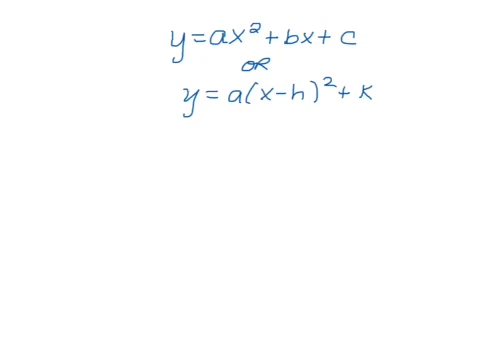 y = ax² + bx + c
or
y = a(x-h)² + k